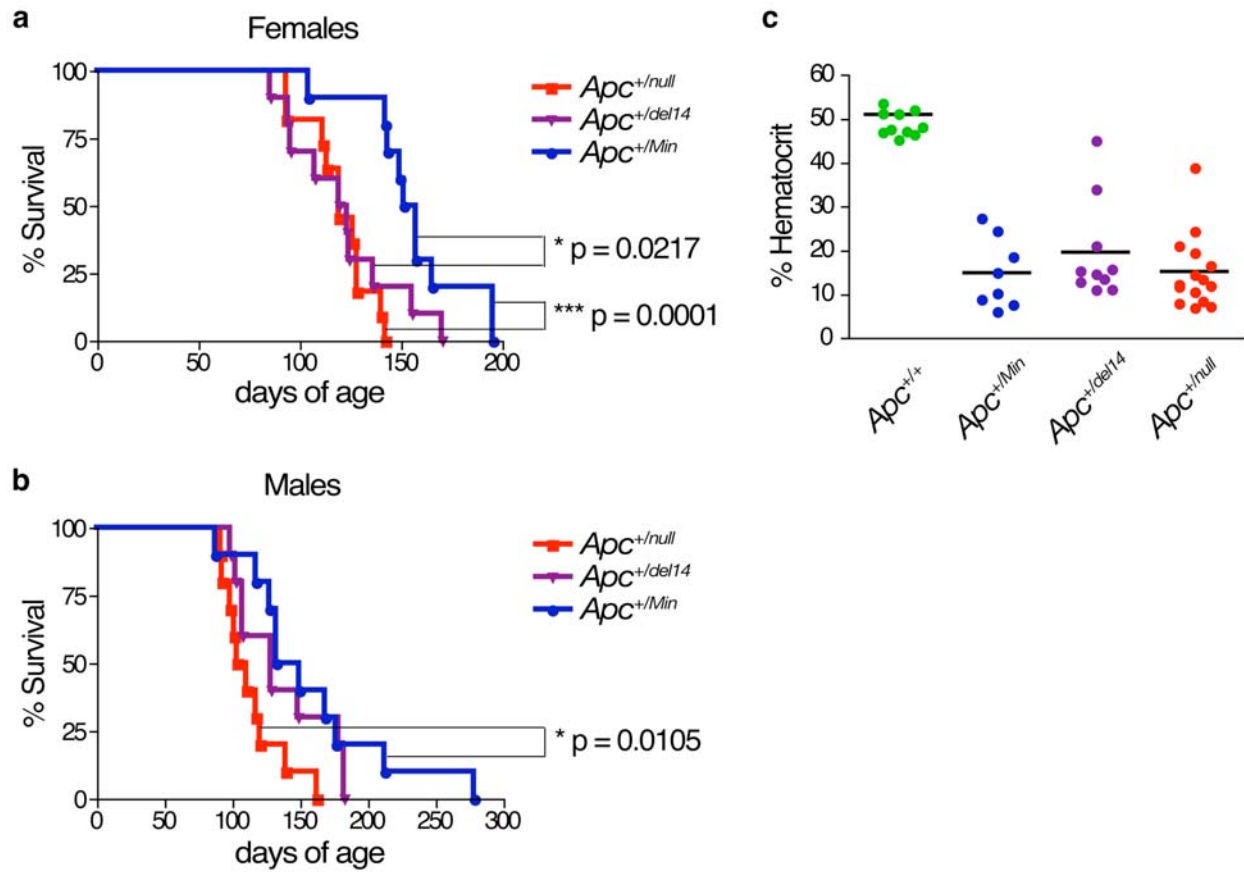 a
Females
% Survival
100
75
50
25
0
0 50 100 150 200
days of age
Apc+/null
Apc+/del14
Apc+/Min
* p = 0.0217
*** p = 0.0001
b
Males
% Survival
100
75
50
25
0
0 50 100 150 200 250 300
days of age
Apc+/null
Apc+/del14
Apc+/Min
* p = 0.0105
c
% Hematocrit
60
50
40
30
20
10
0
Apc+/+ Apc+/Min Apc+/del14 Apc+/null